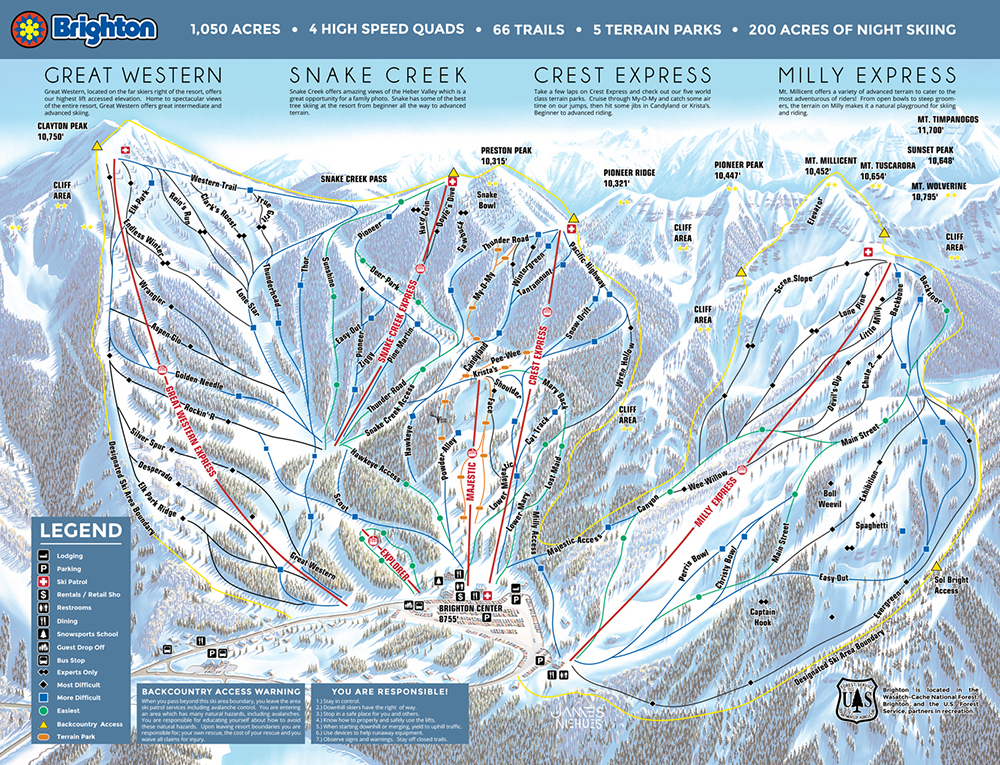 Brighton
1,050 ACRES • 4 HIGH SPEED QUADS • 66 TRAILS • 5 TERRAIN PARKS • 200 ACRES OF NIGHT SKIING
GREAT WESTERN
Great Western, located on the far skiers right of the resort, offers
our highest lift accessed elevation. Home to spectacular views
of the entire resort, Great Western offers great intermediate and
advanced skiing.
SNAKE CREEK
Snake Creek offers amazing views of the Heber Valley which is a
great opportunity for a family photo. Snake has some of the best
tree skiing at the resort from beginner all the way to advanced
terrain.
CREST EXPRESS
Take a few laps on Crest Express and check out our five world
class terrain parks. Cruise through My-O-My and catch some air
time on our jumps, then hit some jibs in Candyland or Krista's.
Beginner to advanced riding.
MILLY EXPRESS
Mt. Millicent offers a variety of advanced terrain to cater to the
most adventurous of riders! From open bowls to steep groom-
ers, the terrain on Milly makes it a natural playground for skiing
and riding.
CLAYTON PEAK
10,750'
PRESTON PEAK
10,315'
PIONEER RIDGE
10,321'
PIONEER PEAK
10,447'
MT. MILLICENT
10,452'
MT. TUSCARORA
10,654'
MT. TIMPANOGOS
11,700'
SUNSET PEAK
10,648'
MT. WOLVERINE
10,795'
SNAKE CREEK PASS
CLIFF
AREA
CLIFF
AREA
CLIFF
AREA
CLIFF
AREA
CLIFF
AREA
Western-Trail
True
Grit
Elk Park
Rein's Run
Clark's Roost
Endless Winter
Wrangler
Aspen-Glo
Golden Needle
Rockin'-R
Silver Spur
Desperado
Elk Park Ridge
Designated Ski Area Boundary
GREAT WESTERN EXPRESS
Great Western
Lone Star
Thunderhead
Thor
Sunshine
Pioneer
Deer Park
Easy-Out
Pioneer
Ziggy
Pine Martin
SNAKE CREEK EXPRESS
Hard Coin
Devil's Dive
Sawbuck
Snake
Bowl
Thunder Road
My-O-My
Wintergreen
Tantamount
Pacific-Highway
Snow-Drift
Wren Hollow
Candyland
Pee-Wee
Krista's
Shoulder
Face
CREST EXPRESS
Mary Back
Cat Track
Lost Maid
Thunder Road
Snake Creek Access
Hawkeye
Hawkeye Access
Powder-Alley
MAJESTIC
Lower Majestic
Lower Mary
Milly Access
Majestic Access
Scout
EXPLORER
BRIGHTON CENTER
8755'
Elevator
Scree Slope
Lone Pine
Little Milly
Backbone
Backdoor
Devil's-Dip
Chute 2
Main Street
Canyon
Wee Willow
MILLY EXPRESS
Boll
Weevil
Exhibition
Spaghetti
Main Street
Perris Bowl
Christy Bowl
Easy-Out
Captain
Hook
Evergreen
Sol Bright
Access
Designated Ski Area Boundary
LEGEND
Lodging
Parking
Ski Patrol
Rentals / Retail Sho
Restrooms
Dining
Snowsports School
Guest Drop Off
Bus Stop
Experts Only
Most Difficult
More Difficult
Easiest
Backcountry Access
Terrain Park
BACKCOUNTRY ACCESS WARNING
When you pass beyond this ski area boundary, you leave the area
ski patrol services including avalanche control. You are entering
an area which has many natural hazards, including avalanches.
You are responsible for educating yourself about how to avoid
these natural hazards. Upon leaving resort boundaries you are
responsible for; your own rescue, the cost of your rescue and you
waive all claims for injury.
YOU ARE RESPONSIBLE!
1.) Stay in control.
2.) Downhill skiers have the right of way.
3.) Stop in a safe place for you and others.
4.) Know how to properly and safely use the lifts.
5.) When starting downhill or merging, yield to uphill traffic.
6.) Use devices to help runaway equipment.
7.) Observe signs and warnings. Stay off closed trails.
FOREST SERVICE
U S
DEPARTMENT OF AGRICULTURE
Brighton is located in the
Wasatch-Cache National Forest.
Brighton and the U.S. Forest
Service, partners in recreation.